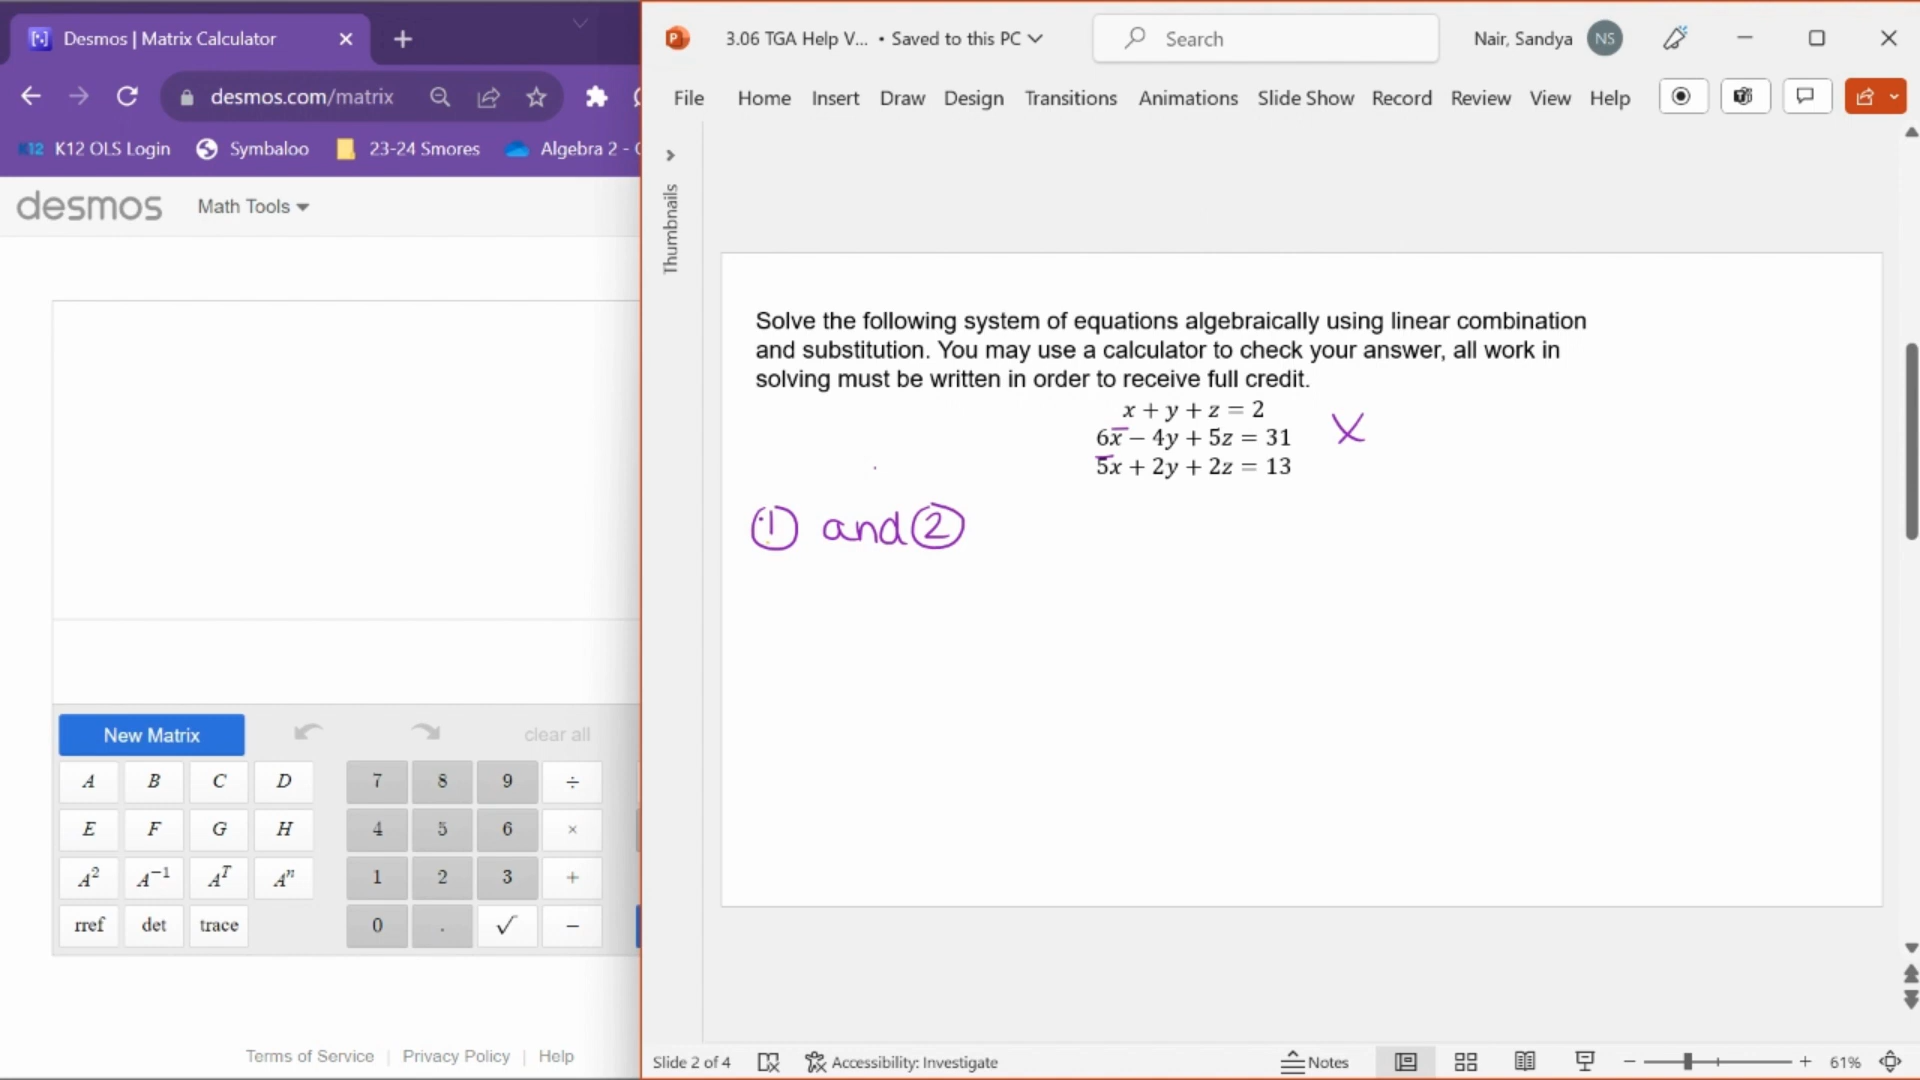 Desmos | Matrix Calculator
desmos.com/matrix
K12 K12 OLS Login Symbaloo 23-24 Smores Algebra 2 -
desmos Math Tools
New Matrix clear all
A B C D 7 8 9 ÷
E F G H 4 5 6 ×
A² A⁻¹ Aᵀ Aⁿ 1 2 3 +
rref det trace 0 . √ −
Terms of Service | Privacy Policy | Help
P 3.06 TGA Help V... • Saved to this PC Search Nair, Sandya NS
File Home Insert Draw Design Transitions Animations Slide Show Record Review View Help
Thumbnails
Solve the following system of equations algebraically using linear combination
and substitution. You may use a calculator to check your answer, all work in
solving must be written in order to receive full credit.
x + y + z = 2
6x − 4y + 5z = 31 x
5x + 2y + 2z = 13
① and ②
Slide 2 of 4 Accessibility: Investigate Notes 61%